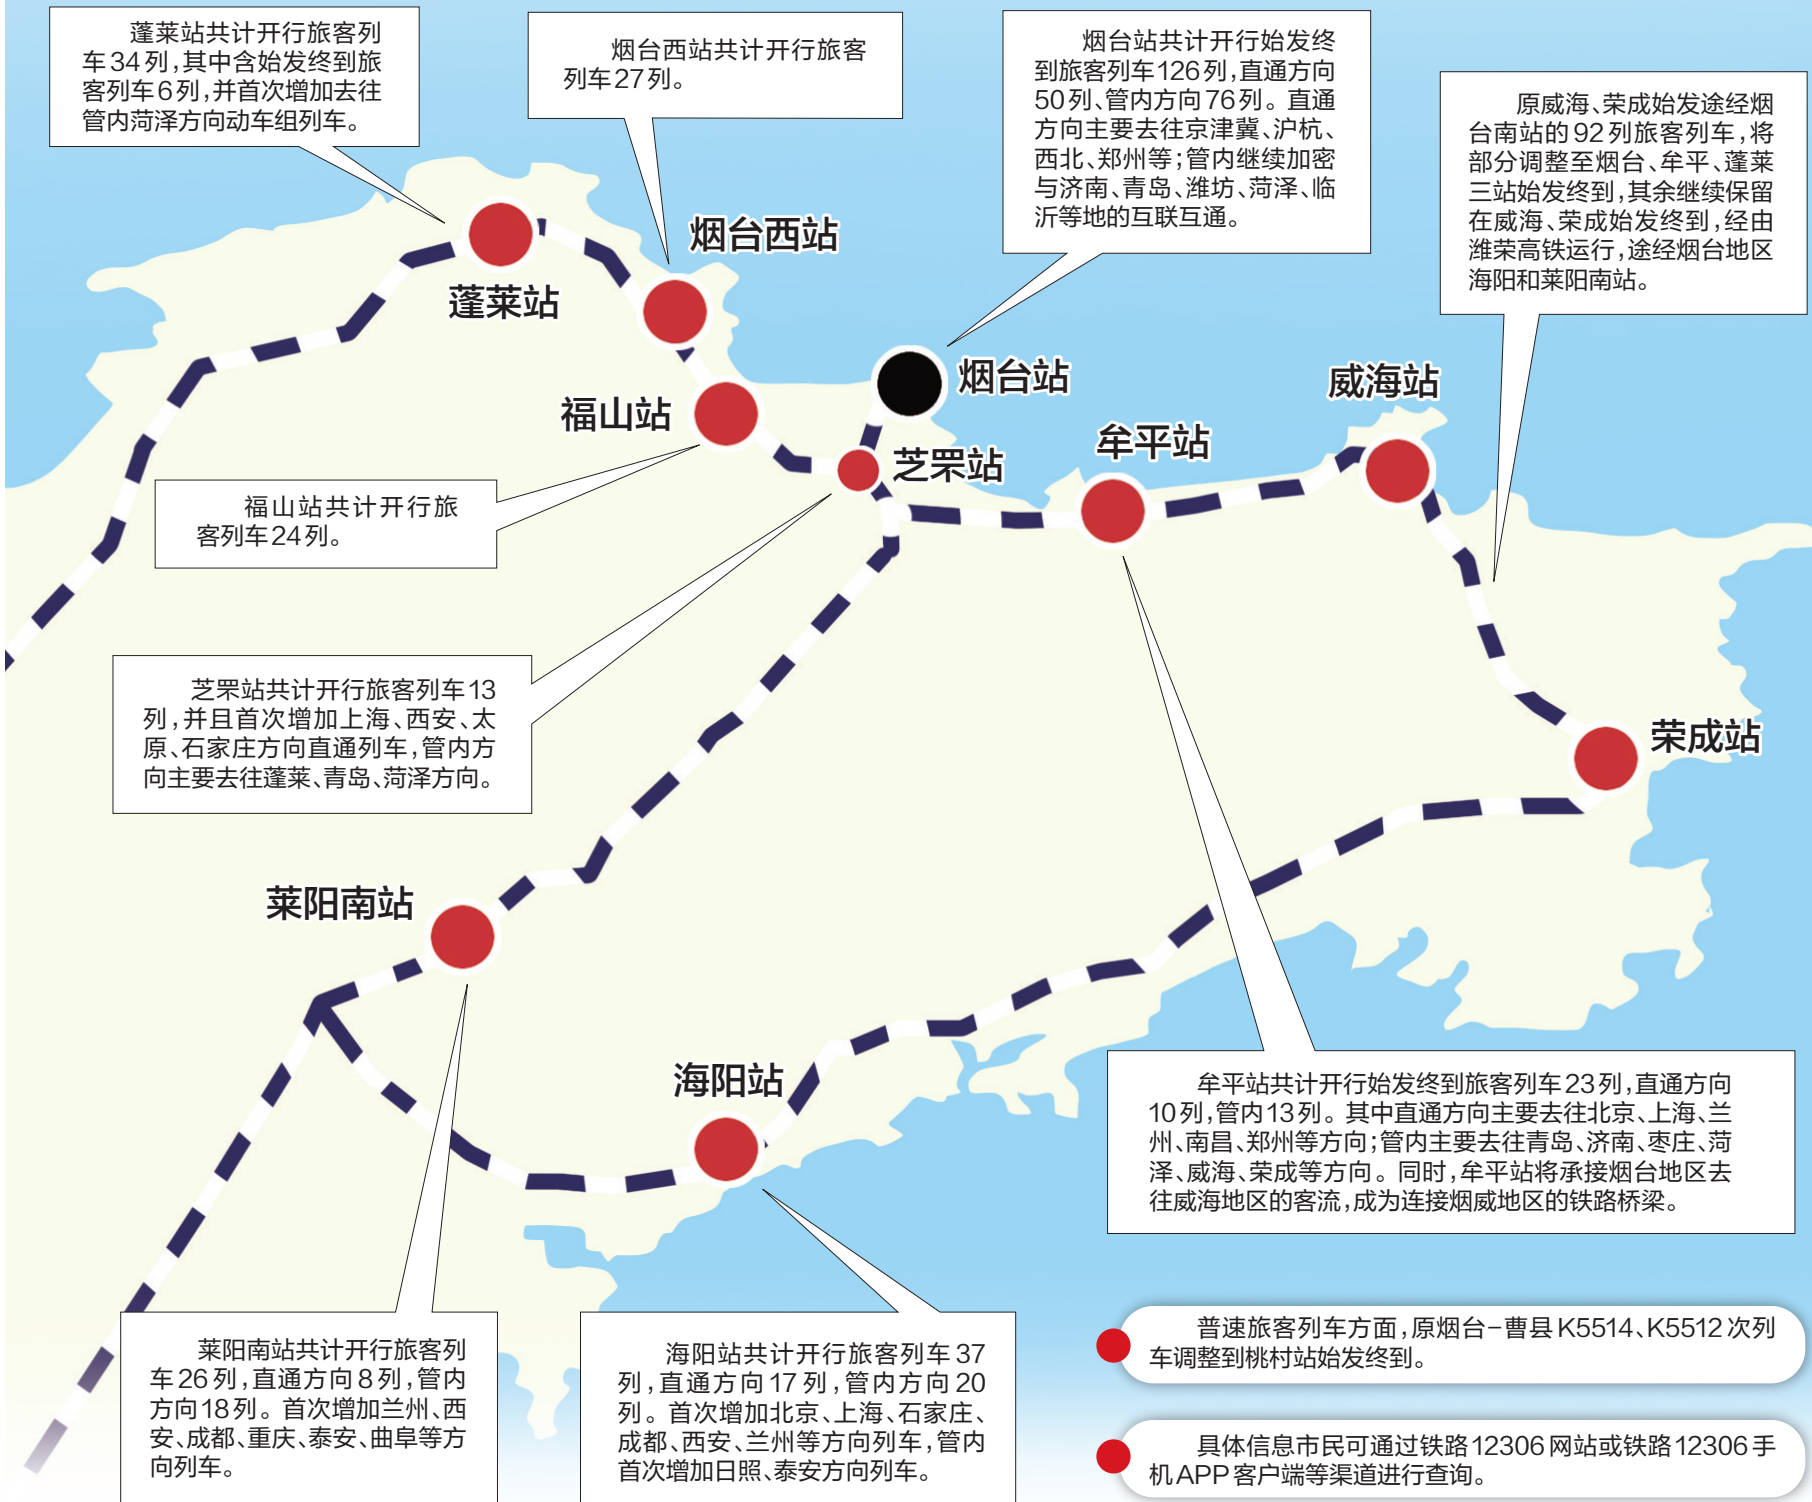 蓬莱站共计开行旅客列
车34列,其中含始发终到旅
客列车6列,并首次增加去往
管内菏泽方向动车组列车。
烟台西站共计开行旅客
列车27列。
烟台站共计开行始发终
到旅客列车126列,直通方向
50列、管内方向76列。直通
方向主要去往京津冀、沪杭、
西北、郑州等;管内继续加密
与济南、青岛、潍坊、菏泽、临
沂等地的互联互通。
原威海、荣成始发途经烟
台南站的92列旅客列车,将
部分调整至烟台、牟平、蓬莱
三站始发终到,其余继续保留
在威海、荣成始发终到,经由
潍荣高铁运行,途经烟台地区
海阳和莱阳南站。
烟台西站
蓬莱站
烟台站
威海站
福山站
牟平站
芝罘站
福山站共计开行旅
客列车24列。
芝罘站共计开行旅客列车13
列,并且首次增加上海、西安、太
原、石家庄方向直通列车,管内方
向主要去往蓬莱、青岛、菏泽方向。
荣成站
莱阳南站
海阳站
牟平站共计开行始发终到旅客列车23列,直通方向
10列,管内13列。其中直通方向主要去往北京、上海、兰
州、南昌、郑州等方向;管内主要去往青岛、济南、枣庄、菏
泽、威海、荣成等方向。同时,牟平站将承接烟台地区去
往威海地区的客流,成为连接烟威地区的铁路桥梁。
莱阳南站共计开行旅客列
车26列,直通方向8列,管内
方向18列。首次增加兰州、西
安、成都、重庆、泰安、曲阜等方
向列车。
海阳站共计开行旅客列车37
列,直通方向17列,管内方向20
列。首次增加北京、上海、石家庄、
成都、西安、兰州等方向列车,管内
首次增加日照、泰安方向列车。
普速旅客列车方面,原烟台-曹县K5514、K5512次列
车调整到桃村站始发终到。
具体信息市民可通过铁路12306网站或铁路12306手
机APP客户端等渠道进行查询。